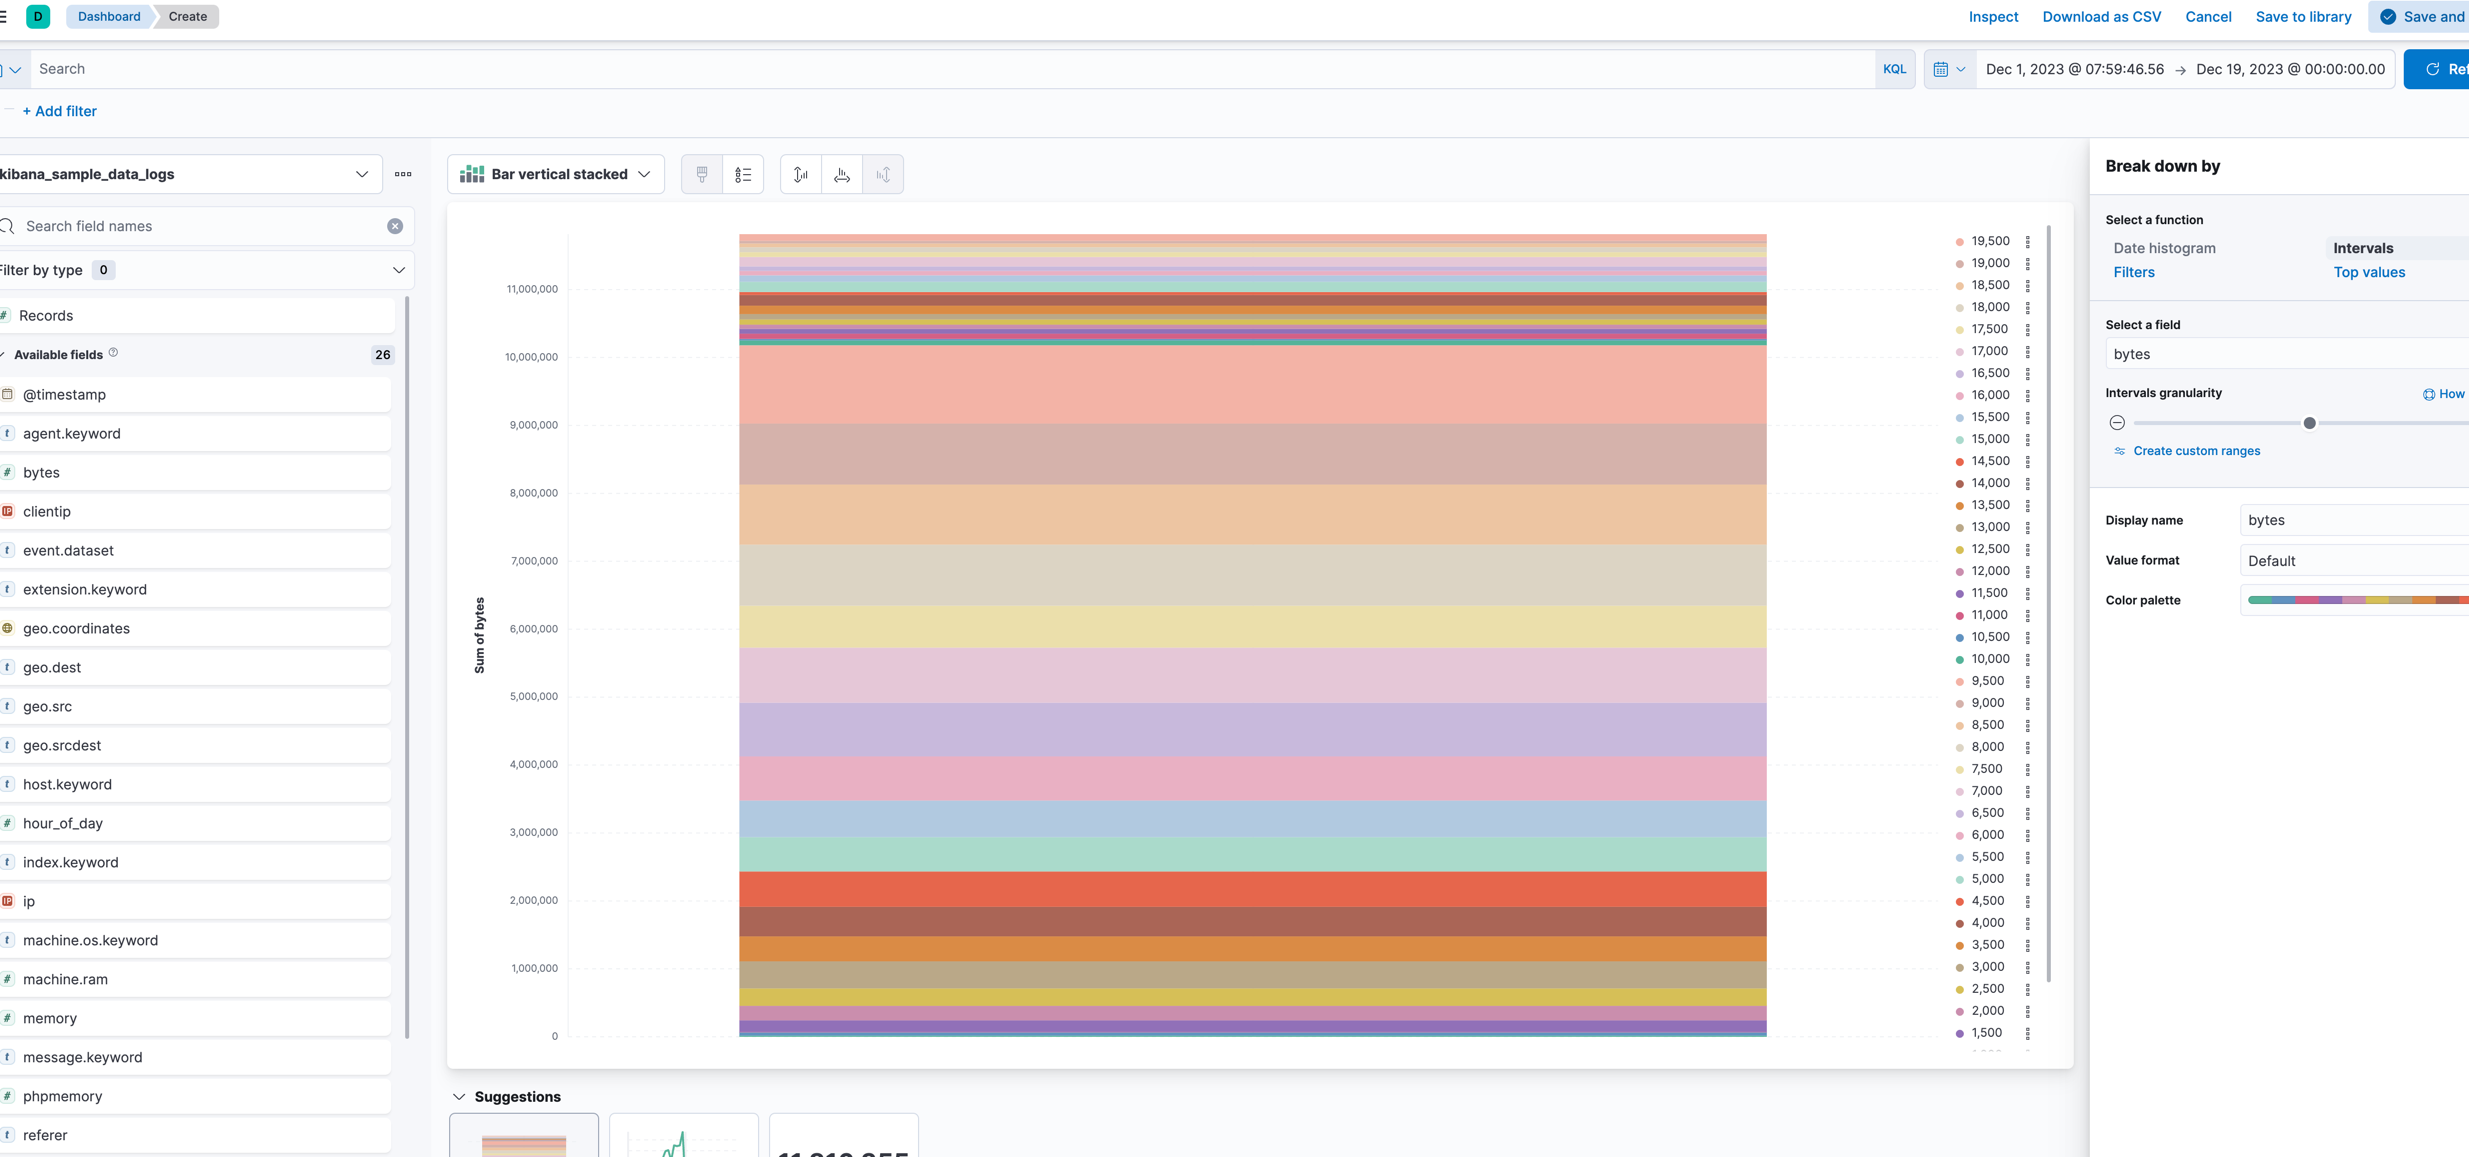 D
Dashboard
Create
Inspect
Download as CSV
Cancel
Save to library
Save and
Search
KQL
Dec 1, 2023 @ 07:59:46.56 → Dec 19, 2023 @ 00:00:00.00
Ref
+ Add filter
kibana_sample_data_logs
Search field names
Filter by type 0
Records
Available fields 26
@timestamp
agent.keyword
bytes
clientip
event.dataset
extension.keyword
geo.coordinates
geo.dest
geo.src
geo.srcdest
host.keyword
hour_of_day
index.keyword
ip
machine.os.keyword
machine.ram
memory
message.keyword
phpmemory
referer
Bar vertical stacked
Sum of bytes
11,000,000
10,000,000
9,000,000
8,000,000
7,000,000
6,000,000
5,000,000
4,000,000
3,000,000
2,000,000
1,000,000
0
19,500
19,000
18,500
18,000
17,500
17,000
16,500
16,000
15,500
15,000
14,500
14,000
13,500
13,000
12,500
12,000
11,500
11,000
10,500
10,000
9,500
9,000
8,500
8,000
7,500
7,000
6,500
6,000
5,500
5,000
4,500
4,000
3,500
3,000
2,500
2,000
1,500
Suggestions
Break down by
Select a function
Date histogram
Intervals
Filters
Top values
Select a field
bytes
Intervals granularity
How
Create custom ranges
Display name
bytes
Value format
Default
Color palette